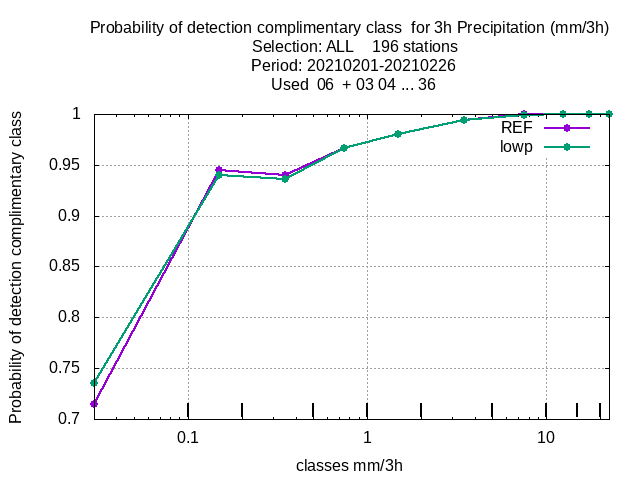 Probability of detection complimentary class  for 3h Precipitation (mm/3h)
Selection: ALL    196 stations
Period: 20210201-20210226
Used  06  + 03 04 ... 36
Probability of detection complimentary class
1
0.95
0.9
0.85
0.8
0.75
0.7
REF
lowp
0.1
1
10
classes mm/3h